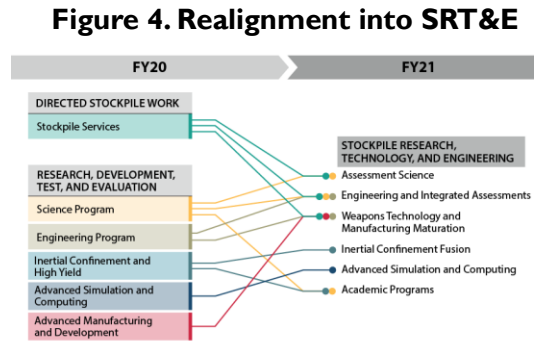 Figure 4. Realignment into SRT&E
FY20
FY21
DIRECTED STOCKPILE WORK
Stockpile Services
RESEARCH, DEVELOPMENT,
TEST, AND EVALUATION
Science Program
Engineering Program
Inertial Confinement and
High Yield
Advanced Simulation and
Computing
Advanced Manufacturing
and Development
STOCKPILE RESEARCH,
TECHNOLOGY, AND ENGINEERING
Assessment Science
Engineering and Integrated Assessments
Weapons Technology and
Manufacturing Maturation
Inertial Confinement Fusion
Advanced Simulation and Computing
Academic Programs